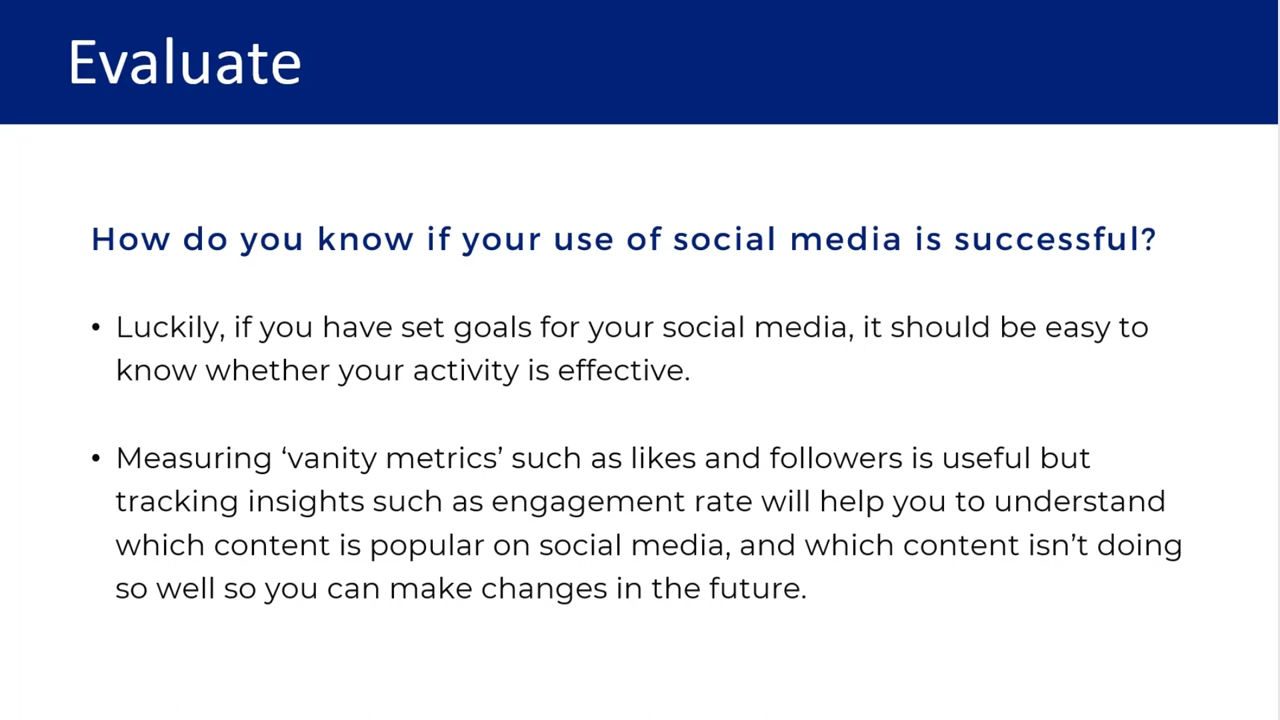 Evaluate
How do you know if your use of social media is successful?
• Luckily, if you have set goals for your social media, it should be easy to
know whether your activity is effective.
• Measuring ‘vanity metrics’ such as likes and followers is useful but
tracking insights such as engagement rate will help you to understand
which content is popular on social media, and which content isn’t doing
so well so you can make changes in the future.